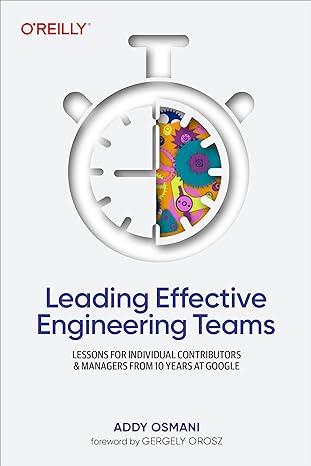 O'REILLY®
Leading Effective
Engineering Teams
LESSONS FOR INDIVIDUAL CONTRIBUTORS
& MANAGERS FROM 10 YEARS AT GOOGLE
ADDY OSMANI
foreword by GERGELY OROSZ